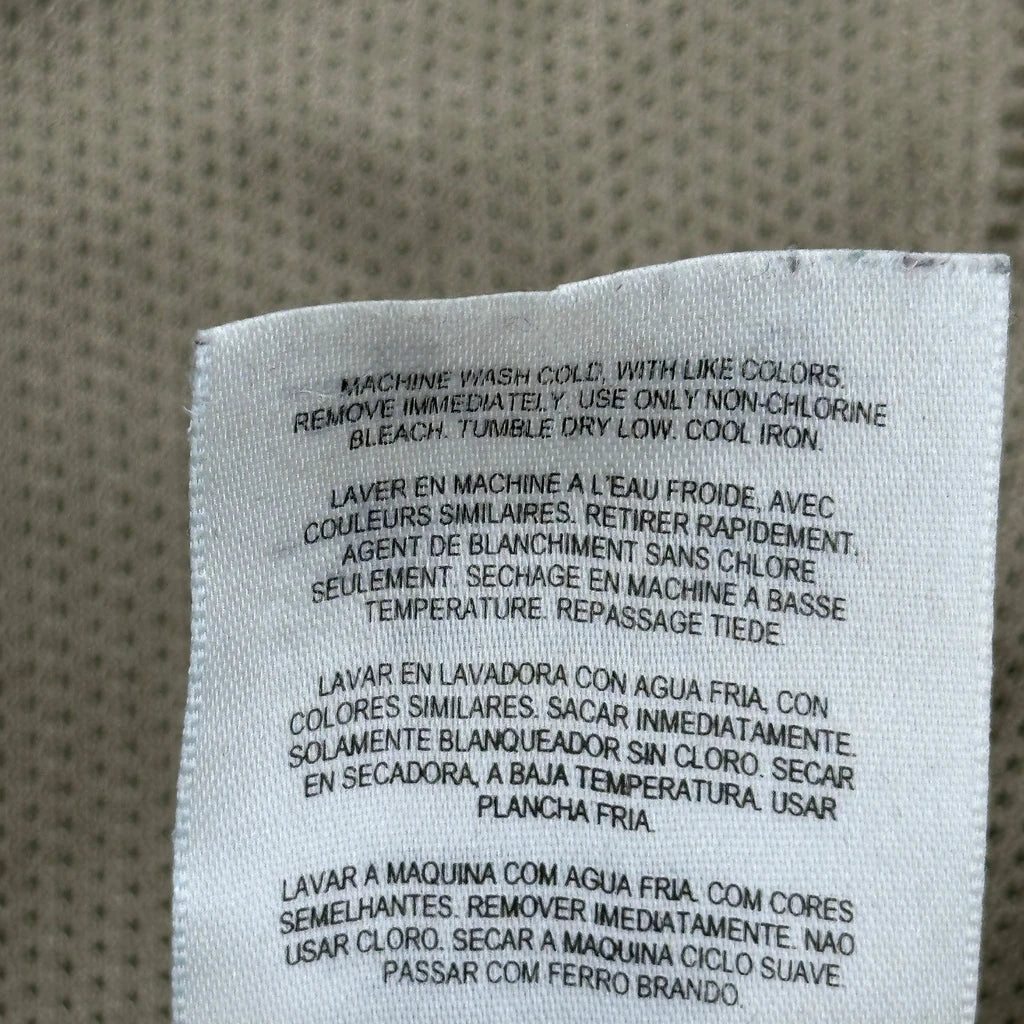 MACHINE WASH COLD, WITH LIKE COLORS.
REMOVE IMMEDIATELY. USE ONLY NON-CHLORINE
BLEACH. TUMBLE DRY LOW. COOL IRON.
LAVER EN MACHINE A L'EAU FROIDE, AVEC
COULEURS SIMILAIRES. RETIRER RAPIDEMENT.
AGENT DE BLANCHIMENT SANS CHLORE
SEULEMENT. SECHAGE EN MACHINE A BASSE
TEMPERATURE. REPASSAGE TIEDE.
LAVAR EN LAVADORA CON AGUA FRIA, CON
COLORES SIMILARES. SACAR INMEDIATAMENTE.
SOLAMENTE BLANQUEADOR SIN CLORO. SECAR
EN SECADORA, A BAJA TEMPERATURA. USAR
PLANCHA FRIA.
LAVAR A MAQUINA COM AGUA FRIA. COM CORES
SEMELHANTES. REMOVER IMEDIATAMENTE. NAO
USAR CLORO. SECAR A MAQUINA CICLO SUAVE.
PASSAR COM FERRO BRANDO.